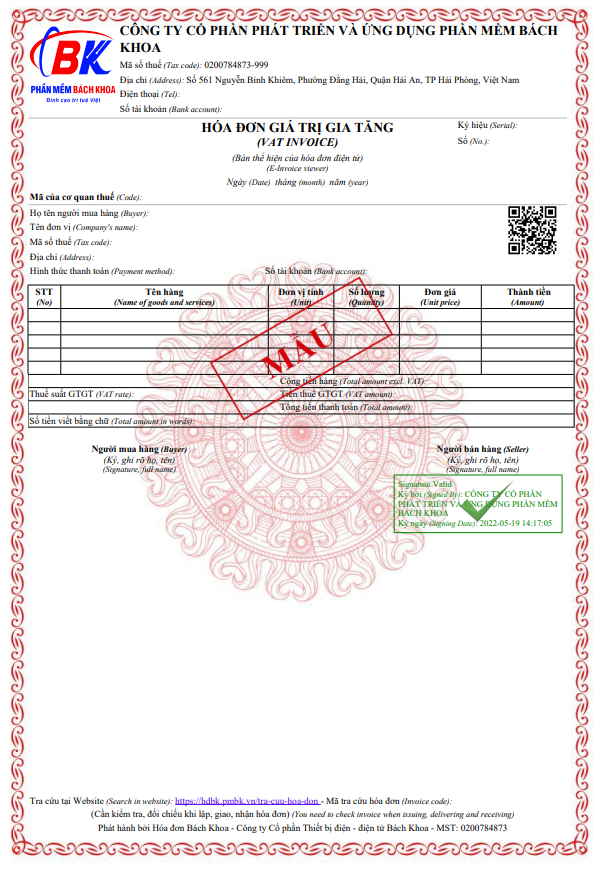 CÔNG TY CỔ PHẦN PHÁT TRIỂN VÀ ỨNG DỤNG PHẦN MỀM BÁCH
KHOA
Mã số thuế (Tax code): 0200784873-999
Địa chỉ (Address): Số 561 Nguyễn Bỉnh Khiêm, Phường Đằng Hải, Quận Hải An, TP Hải Phòng, Việt Nam
Điện thoại (Tel):
Số tài khoản (Bank account):
BK
PHẦN MỀM BÁCH KHOA
Đỉnh cao trí tuệ Việt
HÓA ĐƠN GIÁ TRỊ GIA TĂNG
(VAT INVOICE)
(Bản thể hiện của hóa đơn điện tử)
(E-Invoice viewer)
Ngày (Date) tháng (month) năm (year)
Ký hiệu (Serial):
Số (No.):
Mã của cơ quan thuế (Code):
Họ tên người mua hàng (Buyer):
Tên đơn vị (Company's name):
Mã số thuế (Tax code):
Địa chỉ (Address):
Hình thức thanh toán (Payment method): Số tài khoản (Bank account):
STT Tên hàng Đơn vị tính Số lượng Đơn giá Thành tiền
(No) (Name of goods and services) (Unit) (Quantity) (Unit price) (Amount)
MẪU
Cộng tiền hàng (Total amount excl. VAT):
Thuế suất GTGT (VAT rate): Tiền thuế GTGT (VAT amount):
Tổng tiền thanh toán (Total amount):
Số tiền viết bằng chữ (Total amount in words):
Người mua hàng (Buyer) Người bán hàng (Seller)
(Ký, ghi rõ họ, tên) (Ký, ghi rõ họ, tên)
(Signature, full name) (Signature, full name)
Signature Valid
Ký bởi (Signed By): CÔNG TY CỔ PHẦN
PHÁT TRIỂN VÀ ỨNG DỤNG PHẦN MỀM
BÁCH KHOA
Ký ngày (Signing Date): 2022-05-19 14:17:05
Tra cứu tại Website (Search in website): https://hdbk.pmbk.vn/tra-cuu-hoa-don - Mã tra cứu hóa đơn (Invoice code):
(Cần kiểm tra, đối chiếu khi lập, giao, nhận hóa đơn) (You need to check invoice when issuing, delivering and receiving)
Phát hành bởi Hóa đơn Bách Khoa - Công ty Cổ phần Thiết bị điện - điện tử Bách Khoa - MST: 0200784873